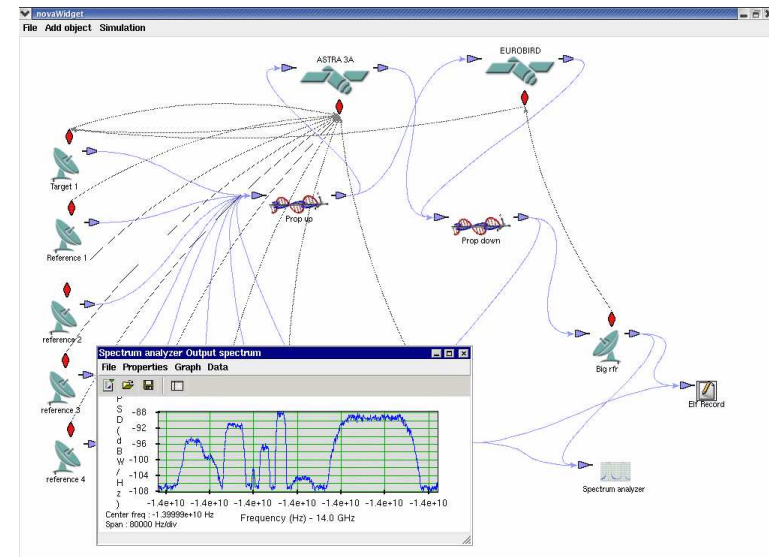 novaWidget
File Add object Simulation
ASTRA 3A
EUROBIRD
Target 1
Prop up
Prop down
Reference 1
reference 2
Big rfr
reference 3
Elf Record
reference 4
Spectrum analyzer
Spectrum analyzer Output spectrum
File Properties Graph Data
PSD(dBW/Hz)
-88
-92
-96
-100
-104
-108
-1.4e+10 -1.4e+10 -1.4e+10 -1.4e+10 -1.4e+10 -1.4e+10 -1.4e+10
Center freq : -1.39999e+10 Hz
Span : 80000 Hz/div
Frequency (Hz) - 14.0 GHz